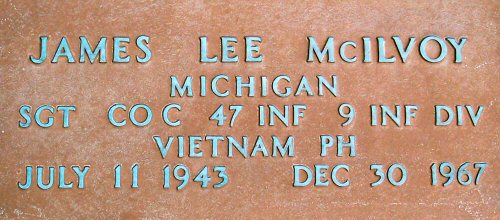 JAMES LEE McILVOY
MICHIGAN
SGT CO C 47 INF 9 INF DIV
VIETNAM PH
JULY 11 1943 DEC 30 1967